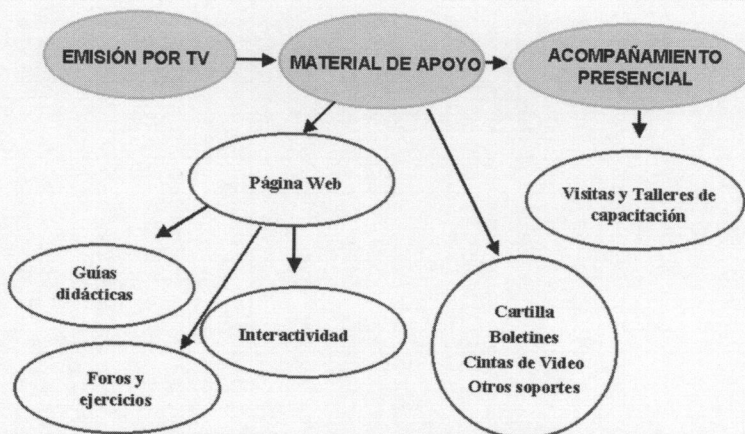 EMISIÓN POR TV
MATERIAL DE APOYO
ACOMPAÑAMIENTO
PRESENCIAL
Página Web
Visitas y Talleres de
capacitación
Guías
didácticas
Interactividad
Cartilla
Boletines
Cintas de Video
Otros soportes
Foros y
ejercicios